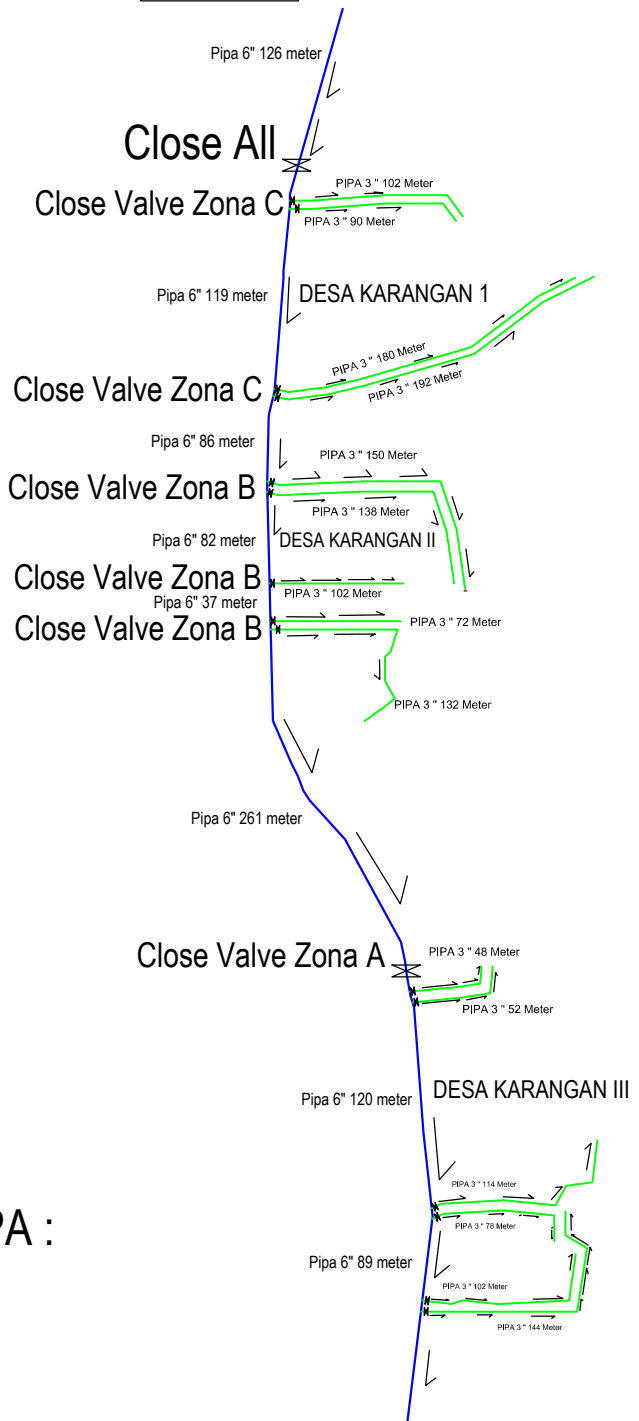 Pipa 6" 126 meter
Close All
PIPA 3 " 102 Meter
Close Valve Zona C
PIPA 3 " 90 Meter
Pipa 6" 119 meter
DESA KARANGAN 1
PIPA 3 " 180 Meter
PIPA 3 " 192 Meter
Close Valve Zona C
Pipa 6" 86 meter
PIPA 3 " 150 Meter
Close Valve Zona B
PIPA 3 " 138 Meter
Pipa 6" 82 meter
DESA KARANGAN II
Close Valve Zona B
PIPA 3 " 102 Meter
Pipa 6" 37 meter
PIPA 3 " 72 Meter
Close Valve Zona B
PIPA 3 " 132 Meter
Pipa 6" 261 meter
Close Valve Zona A
PIPA 3 " 48 Meter
PIPA 3 " 52 Meter
Pipa 6" 120 meter
DESA KARANGAN III
PIPA 3 " 114 Meter
PIPA 3 " 78 Meter
PA :
Pipa 6" 89 meter
PIPA 3 " 102 Meter
PIPA 3 " 144 Meter